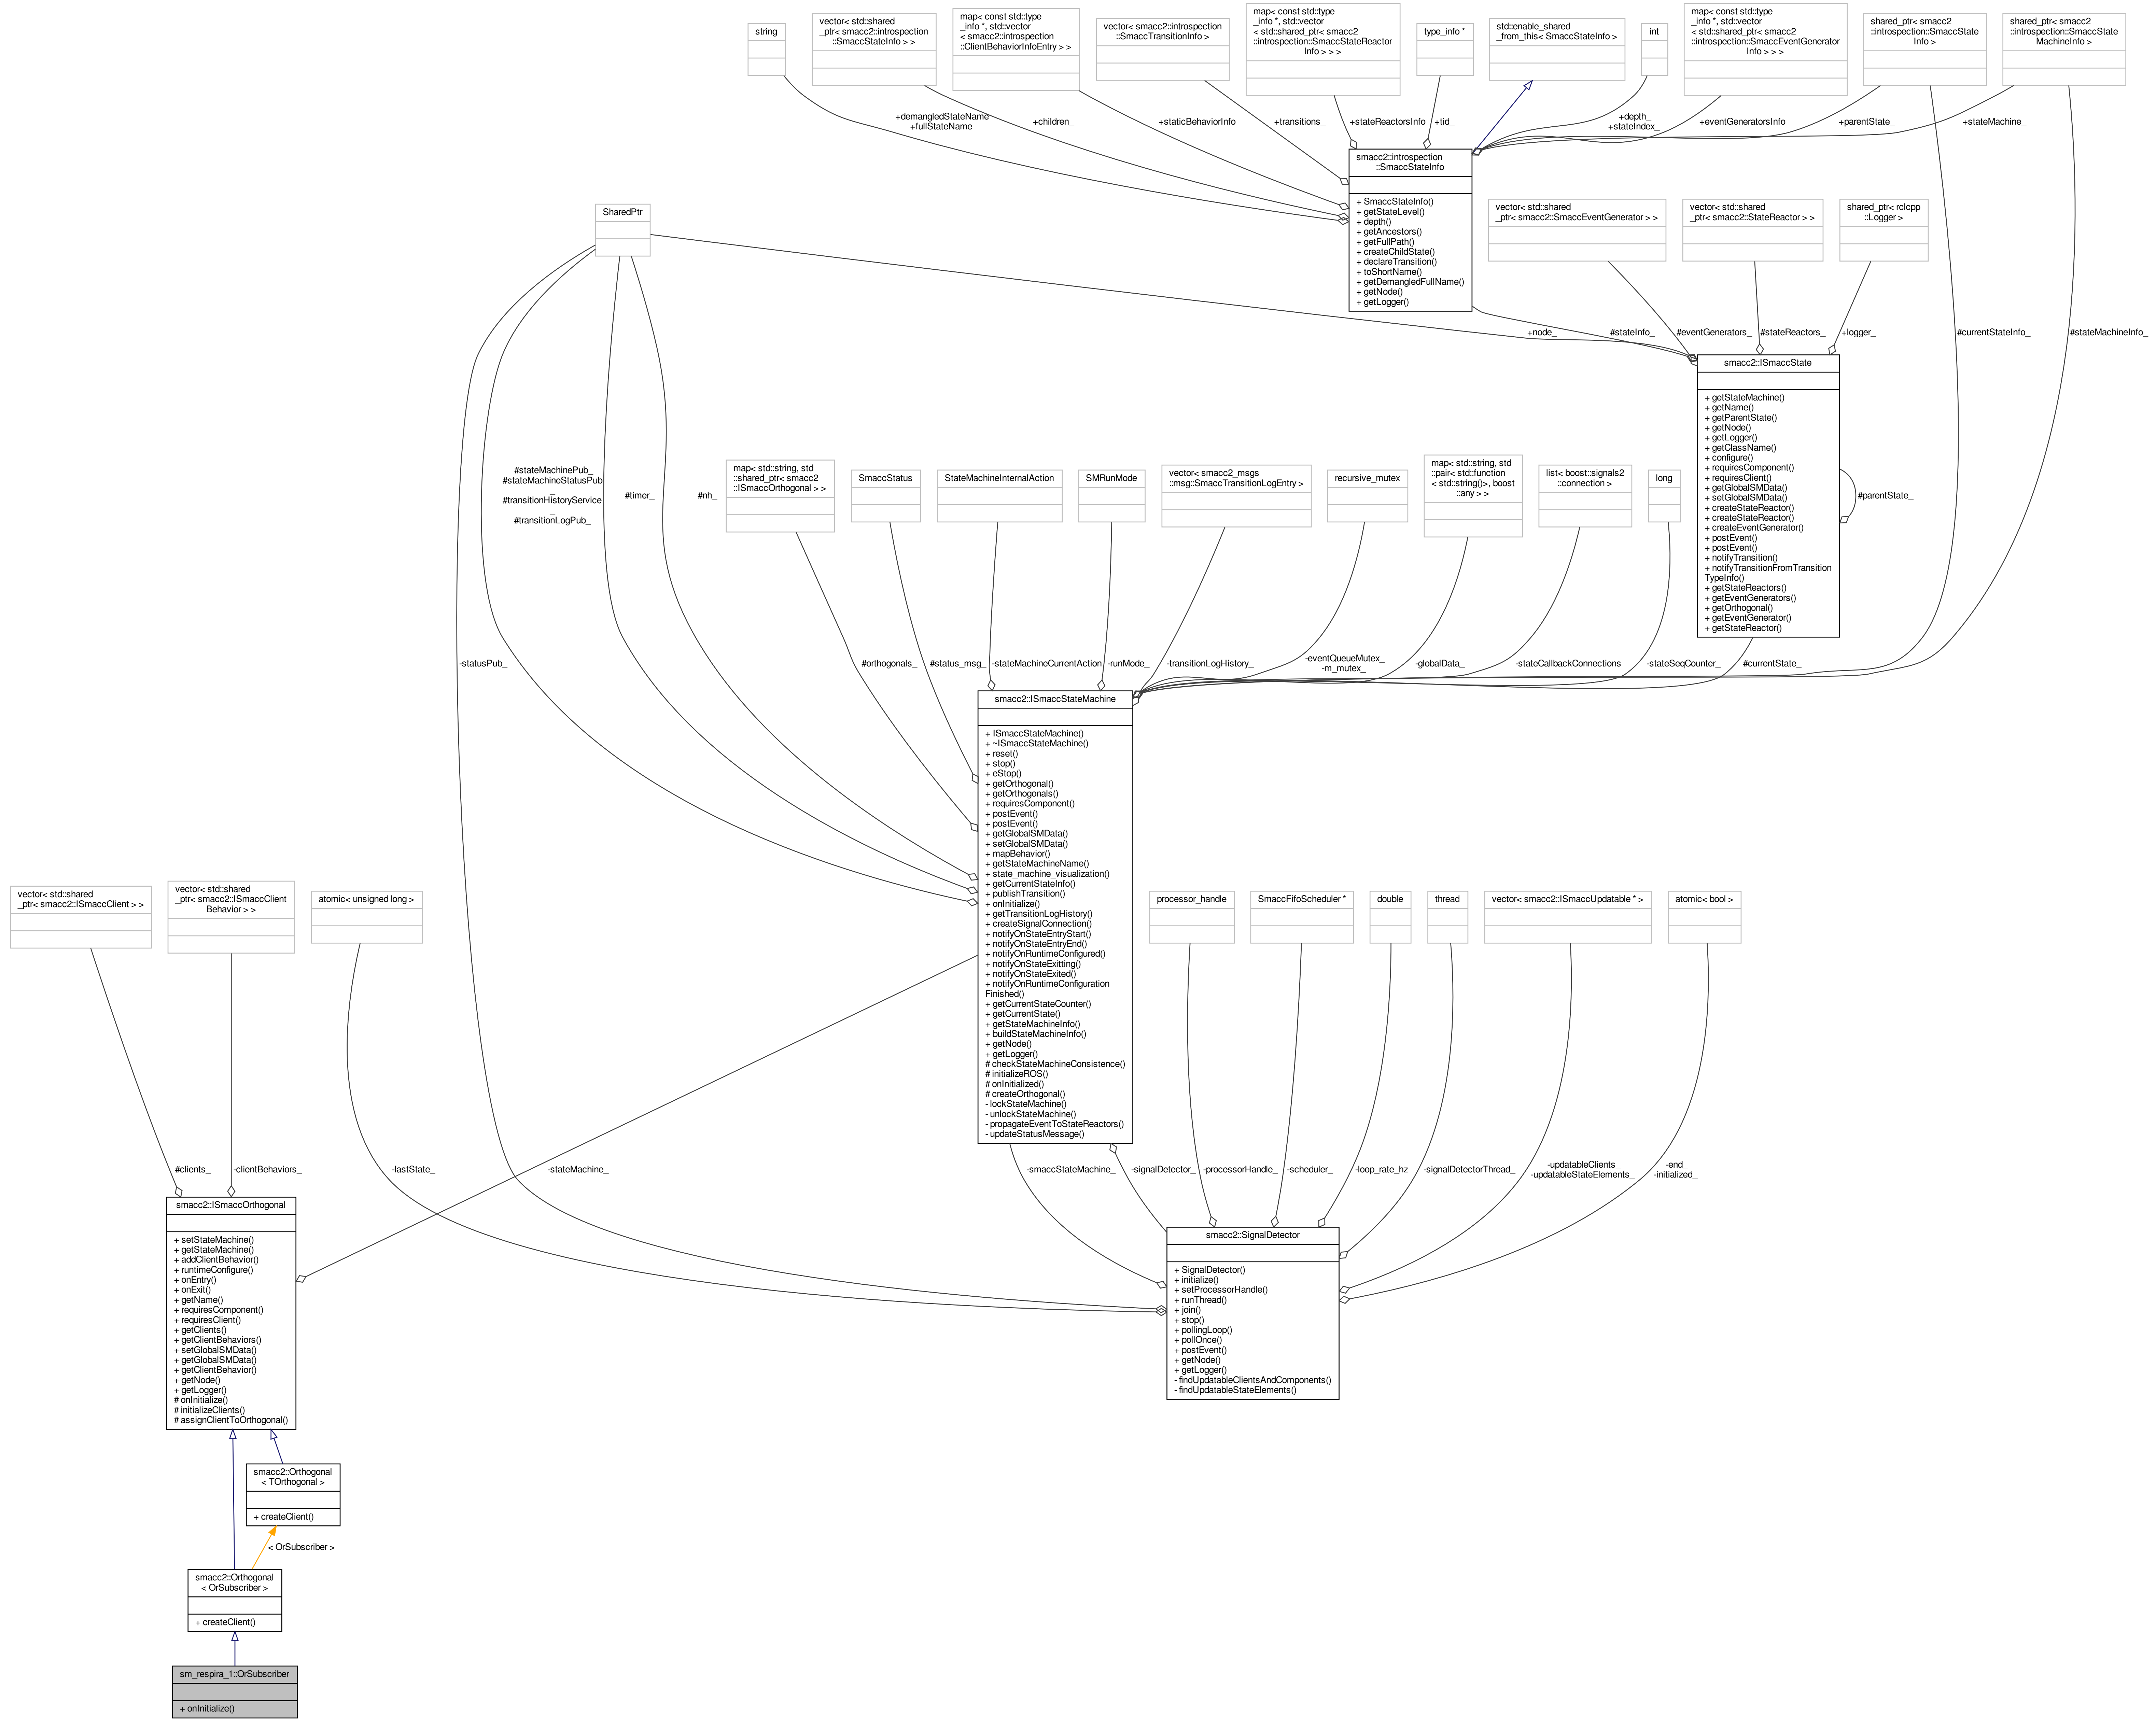 string
vector< std::shared
_ptr< smacc2::introspection
::SmaccStateInfo > >
map< const std::type
_info *, std::vector
< smacc2::introspection
::ClientBehaviorInfoEntry > >
vector< smacc2::introspection
::SmaccTransitionInfo >
map< const std::type
_info *, std::vector
< std::shared_ptr< smacc2
::introspection::SmaccStateReactor
Info > > >
type_info *
std::enable_shared
_from_this< SmaccStateInfo >
int
map< const std::type
_info *, std::vector
< std::shared_ptr< smacc2
::introspection::SmaccEventGenerator
Info > > >
shared_ptr< smacc2
::introspection::SmaccState
Info >
shared_ptr< smacc2
::introspection::SmaccState
MachineInfo >
+demangledStateName
+fullStateName
+children_
+staticBehaviorInfo
+transitions_
+stateReactorsInfo
+tid_
+depth_
+stateIndex_
+eventGeneratorsInfo
+parentState_
+stateMachine_
smacc2::introspection
::SmaccStateInfo
+ SmaccStateInfo()
+ getStateLevel()
+ depth()
+ getAncestors()
+ getFullPath()
+ createChildState()
+ declareTransition()
+ toShortName()
+ getDemangledFullName()
+ getNode()
+ getLogger()
SharedPtr
vector< std::shared
_ptr< smacc2::SmaccEventGenerator > >
vector< std::shared
_ptr< smacc2::StateReactor > >
shared_ptr< rclcpp
::Logger >
+node_
#stateInfo_
#eventGenerators_
#stateReactors_
+logger_
#currentStateInfo_
#stateMachineInfo_
smacc2::ISmaccState
+ getStateMachine()
+ getName()
+ getParentState()
+ getNode()
+ getLogger()
+ getClassName()
+ configure()
+ requiresComponent()
+ requiresClient()
+ getGlobalSMData()
+ setGlobalSMData()
+ createStateReactor()
+ createStateReactor()
+ createEventGenerator()
+ postEvent()
+ postEvent()
+ notifyTransition()
+ notifyTransitionFromTransition
TypeInfo()
+ getStateReactors()
+ getEventGenerators()
+ getOrthogonal()
+ getEventGenerator()
+ getStateReactor()
#parentState_
#stateMachinePub_
#stateMachineStatusPub
_
#transitionHistoryService
_
#transitionLogPub_
#timer_
#nh_
map< std::string, std
::shared_ptr< smacc2
::ISmaccOrthogonal > >
SmaccStatus
StateMachineInternalAction
SMRunMode
vector< smacc2_msgs
::msg::SmaccTransitionLogEntry >
recursive_mutex
map< std::string, std
::pair< std::function
< std::string()>, boost
::any > >
list< boost::signals2
::connection >
long
-statusPub_
#orthogonals_
#status_msg_
-stateMachineCurrentAction
-runMode_
-transitionLogHistory_
-eventQueueMutex_
-m_mutex_
-globalData_
-stateCallbackConnections
-stateSeqCounter_
#currentState_
smacc2::ISmaccStateMachine
+ ISmaccStateMachine()
+ ~ISmaccStateMachine()
+ reset()
+ stop()
+ eStop()
+ getOrthogonal()
+ getOrthogonals()
+ requiresComponent()
+ postEvent()
+ postEvent()
+ getGlobalSMData()
+ setGlobalSMData()
+ mapBehavior()
+ getStateMachineName()
+ state_machine_visualization()
+ getCurrentStateInfo()
+ publishTransition()
+ onInitialize()
+ getTransitionLogHistory()
+ createSignalConnection()
+ notifyOnStateEntryStart()
+ notifyOnStateEntryEnd()
+ notifyOnRuntimeConfigured()
+ notifyOnStateExitting()
+ notifyOnStateExited()
+ notifyOnRuntimeConfiguration
Finished()
+ getCurrentStateCounter()
+ getCurrentState()
+ getStateMachineInfo()
+ buildStateMachineInfo()
+ getNode()
+ getLogger()
# checkStateMachineConsistence()
# initializeROS()
# onInitialized()
# createOrthogonal()
- lockStateMachine()
- unlockStateMachine()
- propagateEventToStateReactors()
- updateStatusMessage()
vector< std::shared
_ptr< smacc2::ISmaccClient > >
vector< std::shared
_ptr< smacc2::ISmaccClient
Behavior > >
atomic< unsigned long >
processor_handle
SmaccFifoScheduler *
double
thread
vector< smacc2::ISmaccUpdatable * >
atomic< bool >
#clients_
-clientBehaviors_
-lastState_
-stateMachine_
-smaccStateMachine_
-signalDetector_
-processorHandle_
-scheduler_
-loop_rate_hz
-signalDetectorThread_
-updatableClients_
-updatableStateElements_
-end_
-initialized_
smacc2::ISmaccOrthogonal
+ setStateMachine()
+ getStateMachine()
+ addClientBehavior()
+ runtimeConfigure()
+ onEntry()
+ onExit()
+ getName()
+ requiresComponent()
+ requiresClient()
+ getClients()
+ getClientBehaviors()
+ setGlobalSMData()
+ getGlobalSMData()
+ getClientBehavior()
+ getNode()
+ getLogger()
# onInitialize()
# initializeClients()
# assignClientToOrthogonal()
smacc2::SignalDetector
+ SignalDetector()
+ initialize()
+ setProcessorHandle()
+ runThread()
+ join()
+ stop()
+ pollingLoop()
+ pollOnce()
+ postEvent()
+ getNode()
+ getLogger()
- findUpdatableClientsAndComponents()
- findUpdatableStateElements()
smacc2::Orthogonal
< TOrthogonal >
+ createClient()
< OrSubscriber >
smacc2::Orthogonal
< OrSubscriber >
+ createClient()
sm_respira_1::OrSubscriber
+ onInitialize()